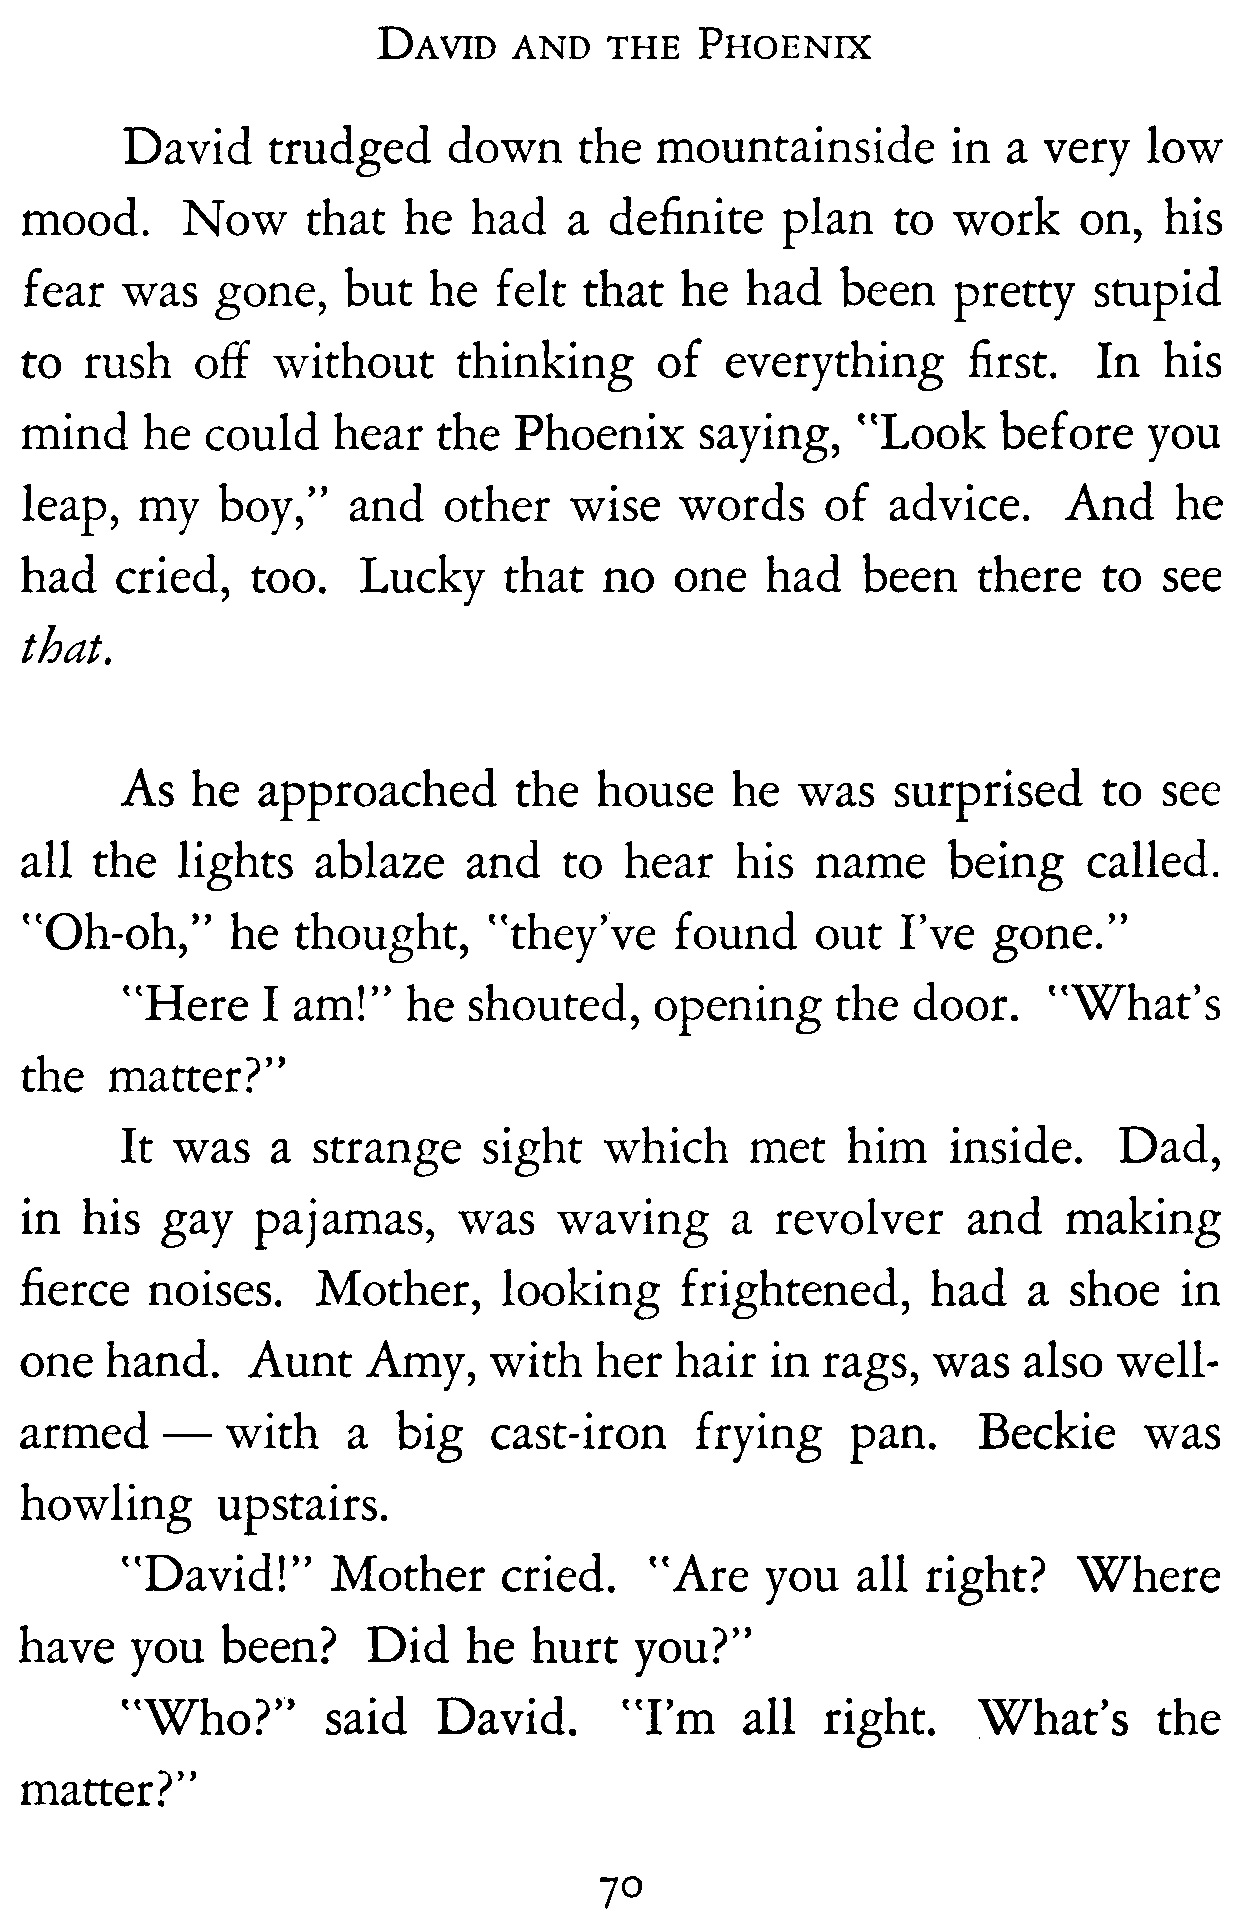 DAVID AND THE PHOENIX
David trudged down the mountainside in a very low
mood. Now that he had a definite plan to work on, his
fear was gone, but he felt that he had been pretty stupid
to rush off without thinking of everything first. In his
mind he could hear the Phoenix saying, "Look before you
leap, my boy," and other wise words of advice. And he
had cried, too. Lucky that no one had been there to see
that.
As he approached the house he was surprised to see
all the lights ablaze and to hear his name being called.
"Oh-oh," he thought, "they've found out I've gone."
"Here I am!" he shouted, opening the door. "What's
the matter?"
It was a strange sight which met him inside. Dad,
in his gay pajamas, was waving a revolver and making
fierce noises. Mother, looking frightened, had a shoe in
one hand. Aunt Amy, with her hair in rags, was also well-
armed — with a big cast-iron frying pan. Beckie was
howling upstairs.
"David!" Mother cried. "Are you all right? Where
have you been? Did he hurt you?"
"Who?" said David. "I'm all right. What's the
matter?"
70